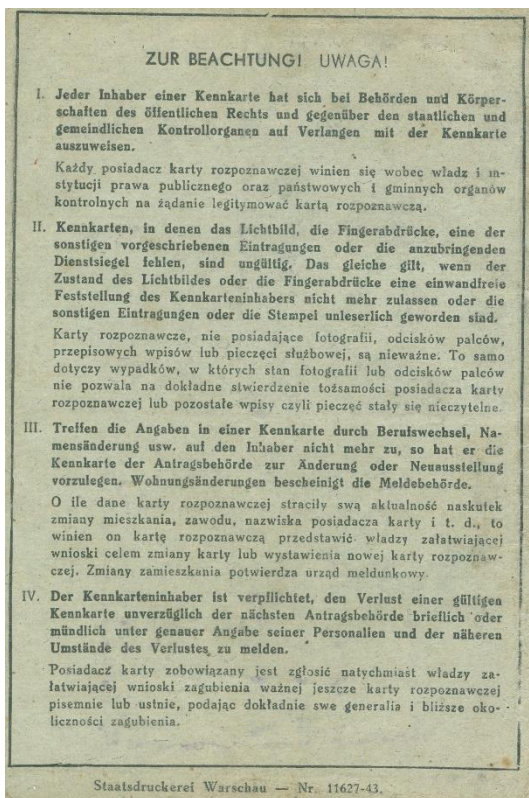 ZUR BEACHTUNG! UWAGA!
I. Jeder Inhaber einer Kennkarte hat sich bei Behörden und Körper-
schaften des öffentlichen Rechts und gegenüber den staatlichen und
gemeindlichen Kontrollorganen auf Verlangen mit der Kennkarte
auszuweisen.
Każdy posiadacz karty rozpoznawczej winien się wobec władz i in-
stytucji prawa publicznego oraz państwowych i gminnych organów
kontrolnych na żądanie legitymować kartą rozpoznawczą.
II. Kennkarten, in denen das Lichtbild, die Fingerabdrücke, eine der
sonstigen vorgeschriebenen Eintragungen oder die anzubringenden
Dienstsiegel fehlen, sind ungültig. Das gleiche gilt, wenn der
Zustand des Lichtbildes oder die Fingerabdrücke eine einwandfreie
Feststellung des Kennkarteninhabers nicht mehr zulassen oder die
sonstigen Eintragungen oder die Stempel unleserlich geworden sind.
Karty rozpoznawcze, nie posiadające fotografii, odcisków palców,
przepisowych wpisów lub pieczęci służbowej, są nieważne. To samo
dotyczy wypadków, w których stan fotografii lub odcisków palców
nie pozwala na dokładne stwierdzenie tożsamości posiadacza karty
rozpoznawczej lub pozostałe wpisy czyli pieczęć stały się nieczytelne.
III. Treffen die Angaben in einer Kennkarte durch Berufswechsel, Na-
mensänderung usw. auf den Inhaber nicht mehr zu, so hat er die
Kennkarte der Antragsbehörde zur Änderung oder Neuausstellung
vorzulegen. Wohnungsänderungen bescheinigt die Meldebehörde.
O ile dane karty rozpoznawczej straciły swą aktualność naskutek
zmiany mieszkania, zawodu, nazwiska posiadacza karty i t. d., to
winien on kartę rozpoznawczą przedstawić władzy załatwiającej
wnioski celem zmiany karty lub wystawienia nowej karty rozpoznaw-
czej. Zmiany zamieszkania potwierdza urząd meldunkowy.
IV. Der Kennkarteninhaber ist verpflichtet, den Verlust einer gültigen
Kennkarte unverzüglich der nächsten Antragsbehörde brieflich oder
mündlich unter genauer Angabe seiner Personalien und der näheren
Umstände des Verlustes zu melden.
Posiadacz karty zobowiązany jest zgłosić natychmiast władzy za-
łatwiającej wnioski zagubienia ważnej jeszcze karty rozpoznawczej
pisemnie lub ustnie, podając dokładnie swe generalia i bliższe oko-
liczności zagubienia.
Staatsdruckerei Warschau — Nr. 11627-43.